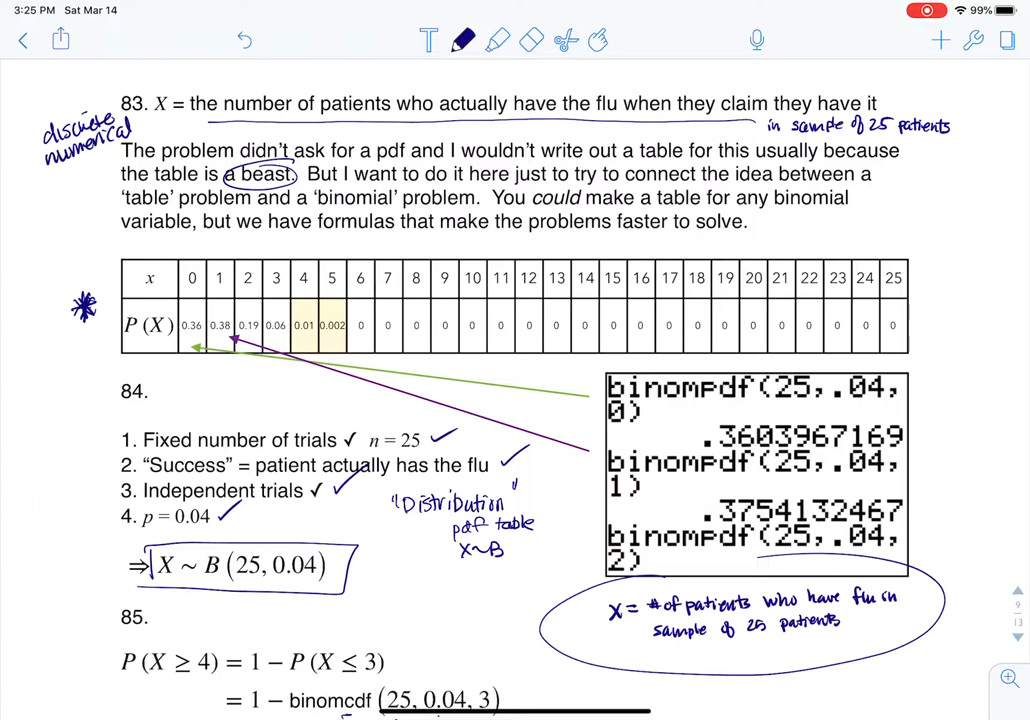 3:25 PM Sat Mar 14
99%
83. X = the number of patients who actually have the flu when they claim they have it
in sample of 25 patients
discrete
numerical
The problem didn't ask for a pdf and I wouldn't write out a table for this usually because
the table is a beast. But I want to do it here just to try to connect the idea between a
'table' problem and a 'binomial' problem. You could make a table for any binomial
variable, but we have formulas that make the problems faster to solve.
x 0 1 2 3 4 5 6 7 8 9 10 11 12 13 14 15 16 17 18 19 20 21 22 23 24 25
P (X) 0.36 0.38 0.19 0.06 0.01 0.002 0 0 0 0 0 0 0 0 0 0 0 0 0 0 0 0 0 0 0 0
84.
1. Fixed number of trials ✓ n = 25 ✓
2. “Success” = patient actually has the flu ✓
3. Independent trials ✓ ✓
4. p = 0.04 ✓
⇒ X ~ B (25, 0.04)
"Distribution"
pdf table
X~B
binompdf(25,.04,
0)
.3603967169
binompdf(25,.04,
1)
.3754132467
binompdf(25,.04,
2)
X = # of patients who have flu in
sample of 25 patients
85.
P (X ≥ 4) = 1 − P (X ≤ 3)
= 1 − binomcdf (25, 0.04, 3)
9
13